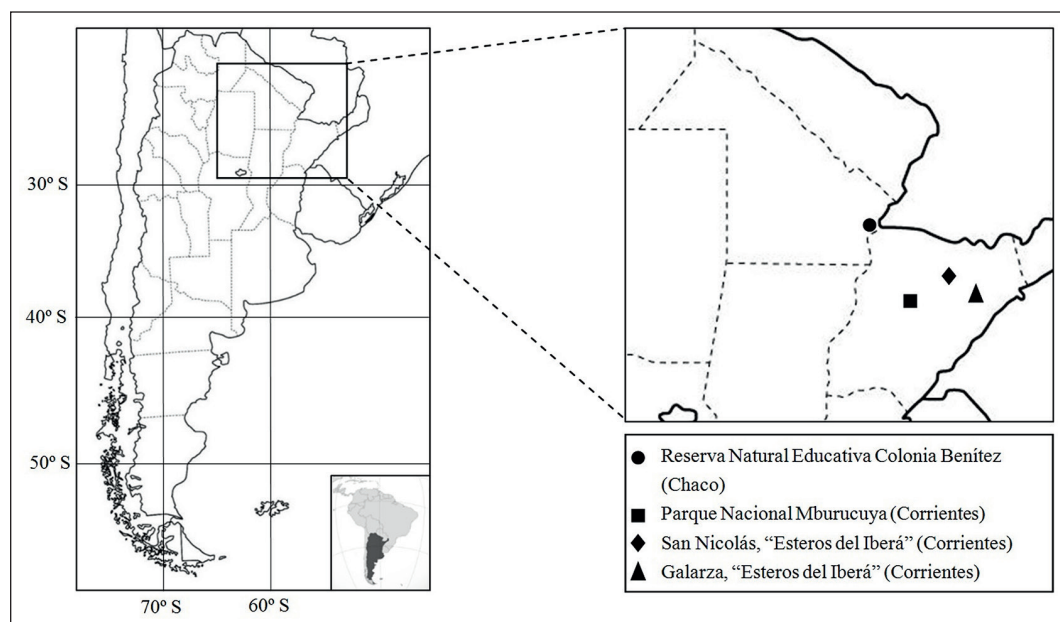 30º S
40º S
50º S
70º S
60º S
Reserva Natural Educativa Colonia Benítez
(Chaco)
Parque Nacional Mburucuya (Corrientes)
San Nicolás, “Esteros del Iberá” (Corrientes)
Galarza, “Esteros del Iberá” (Corrientes)